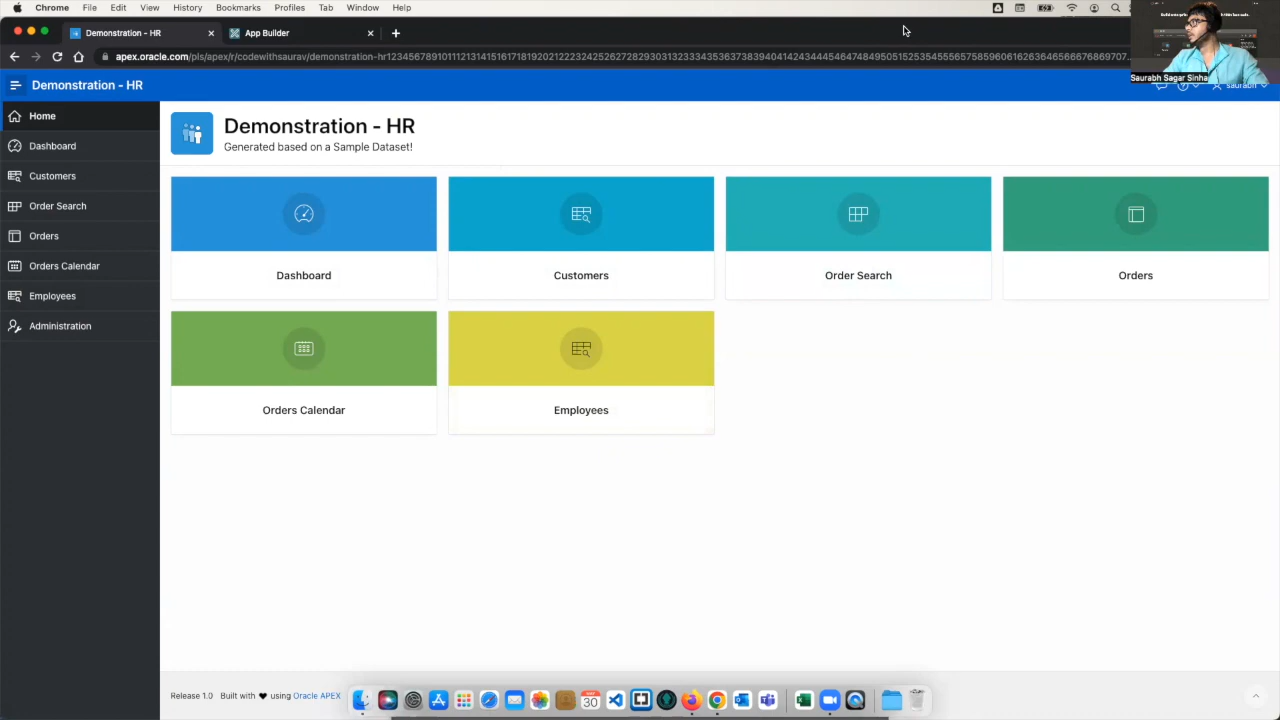 Chrome File Edit View History Bookmarks Profiles Tab Window Help
Demonstration - HR
App Builder
apex.oracle.com/pls/apex/r/codewithsaurav/demonstration-hr
Saurabh Sagar Sinha
Demonstration - HR
saurabh
Home
Dashboard
Customers
Order Search
Orders
Orders Calendar
Employees
Administration
Demonstration - HR
Generated based on a Sample Dataset!
Dashboard
Customers
Order Search
Orders
Orders Calendar
Employees
Release 1.0 Built with ❤ using Oracle APEX
30